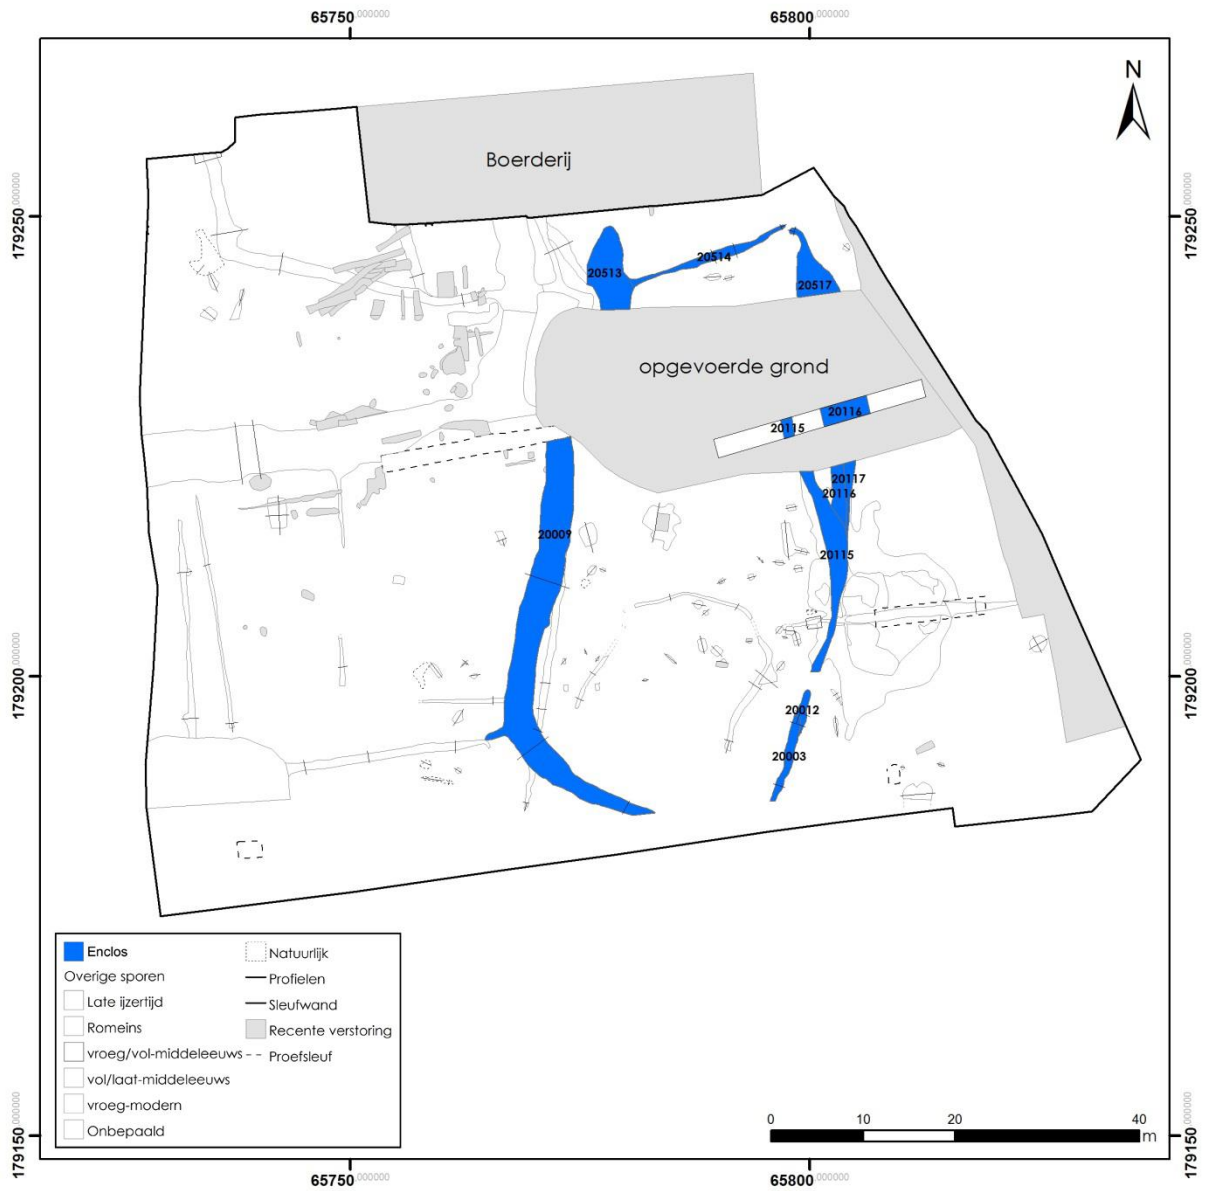 65750,000000
65800,000000
N
Boerderij
179250,000000
179250,000000
20513
20514
20517
opgevoerde grond
20116
20115
20117
20116
20009
20115
179200,000000
179200,000000
20012
20003
Enclos
Overige sporen
Late ijzertijd
Romeins
vroeg/vol-middeleeuws
vol/laat-middeleeuws
vroeg-modern
Onbepaald
Natuurlijk
Profielen
Sleufwand
Recente verstoring
Proefsleuf
0 10 20 40
m
179150,000000
179150,000000
65750,000000
65800,000000